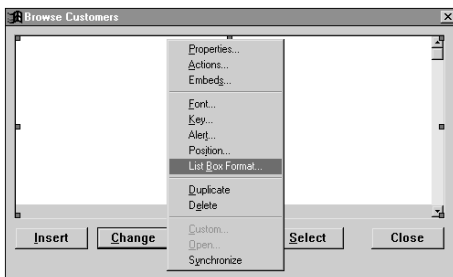 Browse Customers
Properties...
Actions...
Embeds...
Font...
Key...
Alert...
Position...
List Box Format...
Duplicate
Delete
Custom...
Open...
Synchronize
Insert
Change
Select
Close